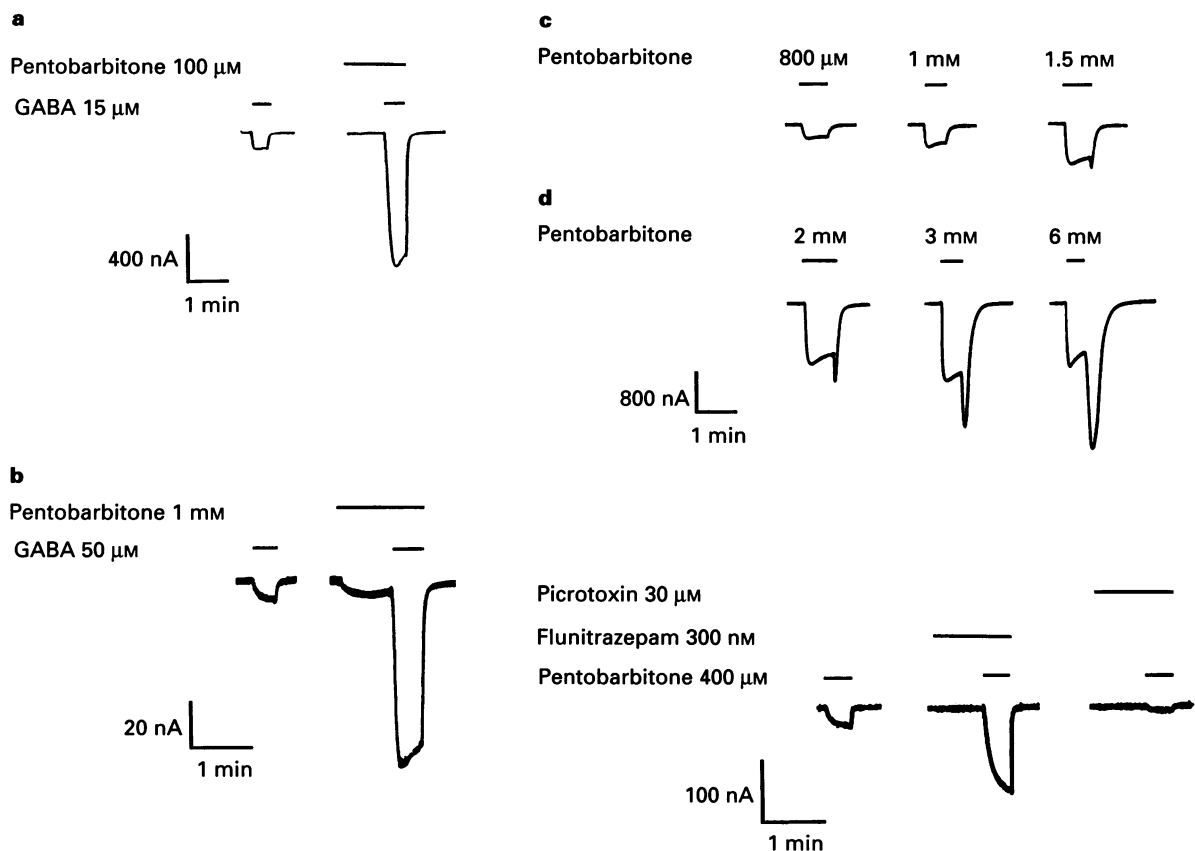 a
Pentobarbitone 100 μM
GABA 15 μM
400 nA
1 min
b
Pentobarbitone 1 mM
GABA 50 μM
20 nA
1 min
c
Pentobarbitone 800 μM 1 mM 1.5 mM
d
Pentobarbitone 2 mM 3 mM 6 mM
800 nA
1 min
Picrotoxin 30 μM
Flunitrazepam 300 nM
Pentobarbitone 400 μM
100 nA
1 min